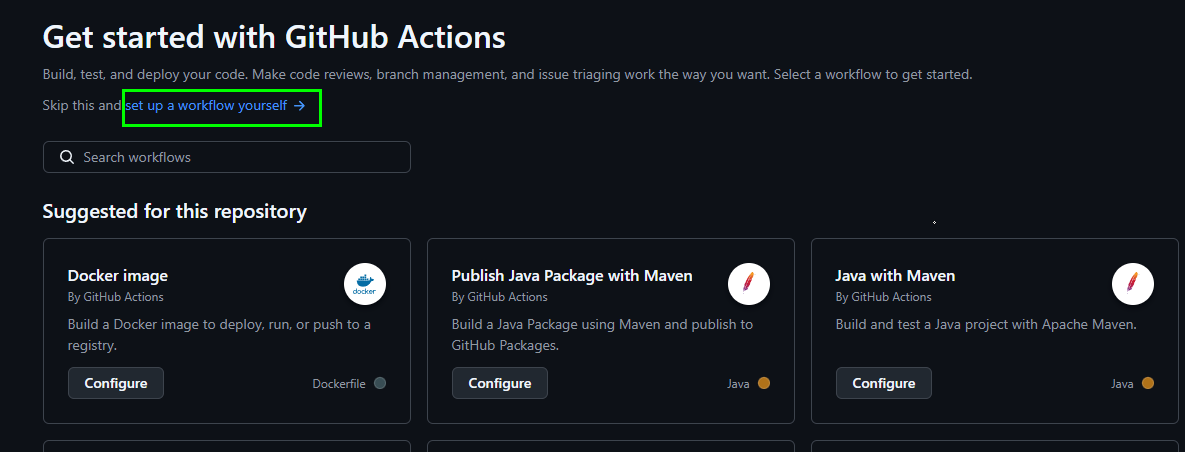 Get started with GitHub Actions
Build, test, and deploy your code. Make code reviews, branch management, and issue triaging work the way you want. Select a workflow to get started.
Skip this and set up a workflow yourself →
Search workflows
Suggested for this repository
Docker image
By GitHub Actions
Build a Docker image to deploy, run, or push to a
registry.
Configure
Dockerfile
docker
Publish Java Package with Maven
By GitHub Actions
Build a Java Package using Maven and publish to
GitHub Packages.
Configure
Java
Java with Maven
By GitHub Actions
Build and test a Java project with Apache Maven.
Configure
Java